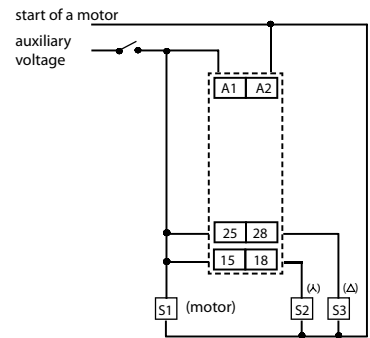 start of a motor
auxiliary
voltage
A1 A2
25 28
15 18
S1 (motor) S2 (⅄) S3 (△)